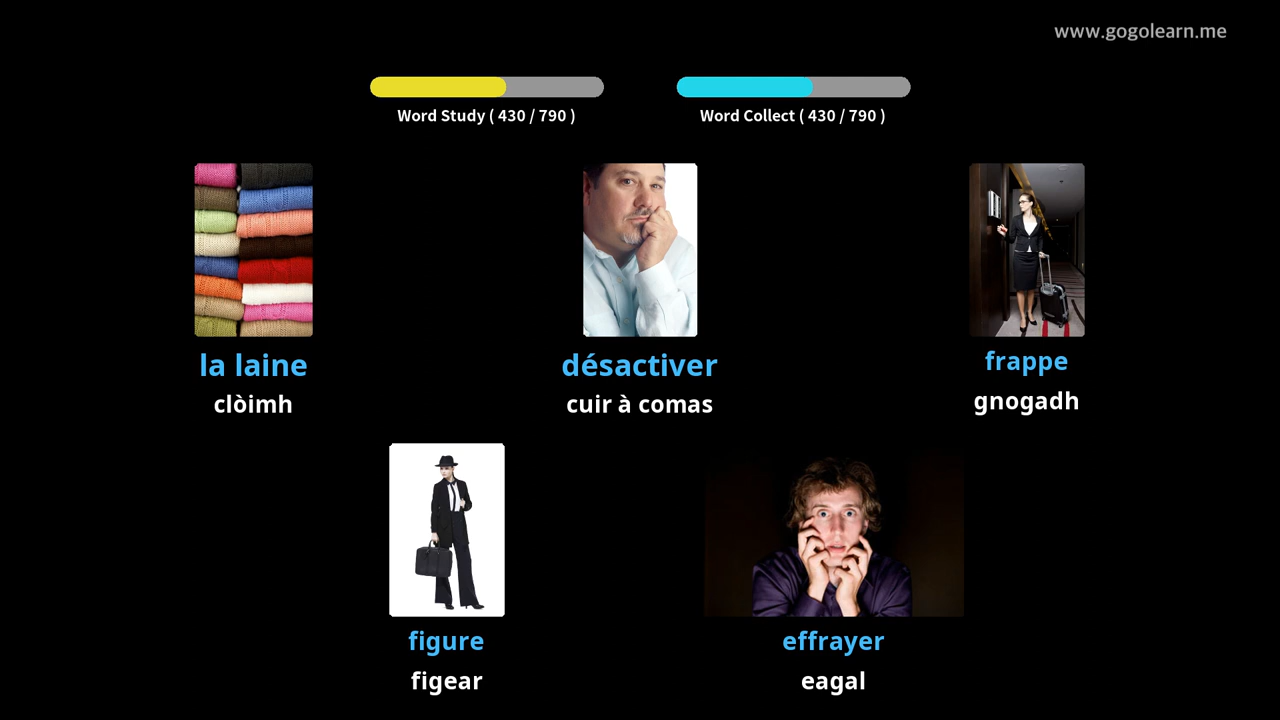 www.gogolearn.me
Word Study ( 430 / 790 )
Word Collect ( 430 / 790 )
la laine
clòimh
désactiver
cuir à comas
frappe
gnogadh
figure
figear
effrayer
eagal